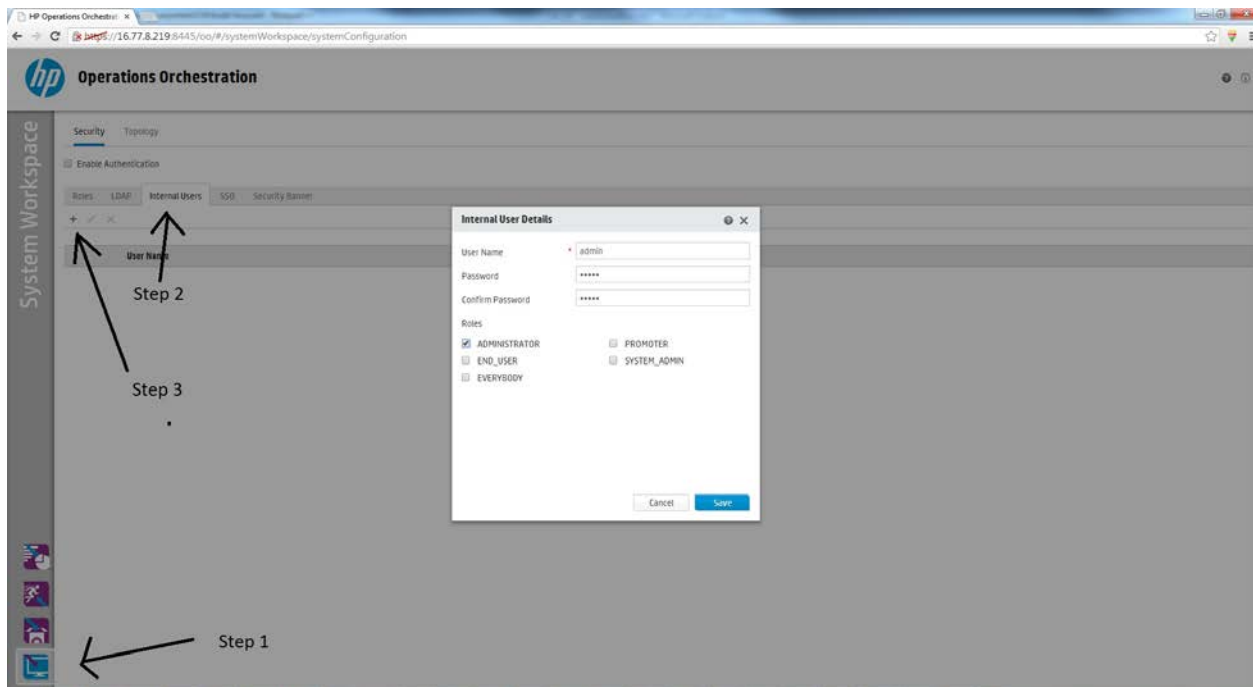 HP Operations Orchestrat
https://16.77.8.219:8445/oo/#/systemWorkspace/systemConfiguration
hp Operations Orchestration
System Workspace
Security Topology
Enable Authentication
Roles LDAP Internal Users SSO Security Banner
User Name
Step 2
Step 3
Step 1
Internal User Details
User Name * admin
Password •••••
Confirm Password •••••
Roles
ADMINISTRATOR PROMOTER
END_USER SYSTEM_ADMIN
EVERYBODY
Cancel Save